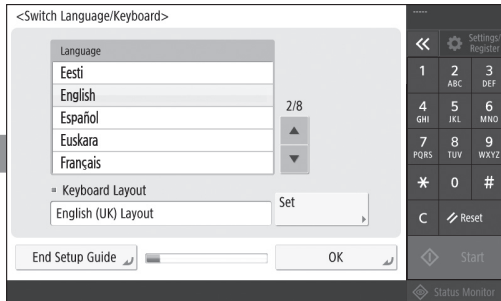 <Switch Language/Keyboard>
Language
Eesti
English
Español
Euskara
Français
2/8
Keyboard Layout
English (UK) Layout
Set
End Setup Guide
OK
-----
Settings/
Register
1
2 ABC
3 DEF
4 GHI
5 JKL
6 MNO
7 PQRS
8 TUV
9 WXYZ
* 0 #
C
Reset
Start
Status Monitor